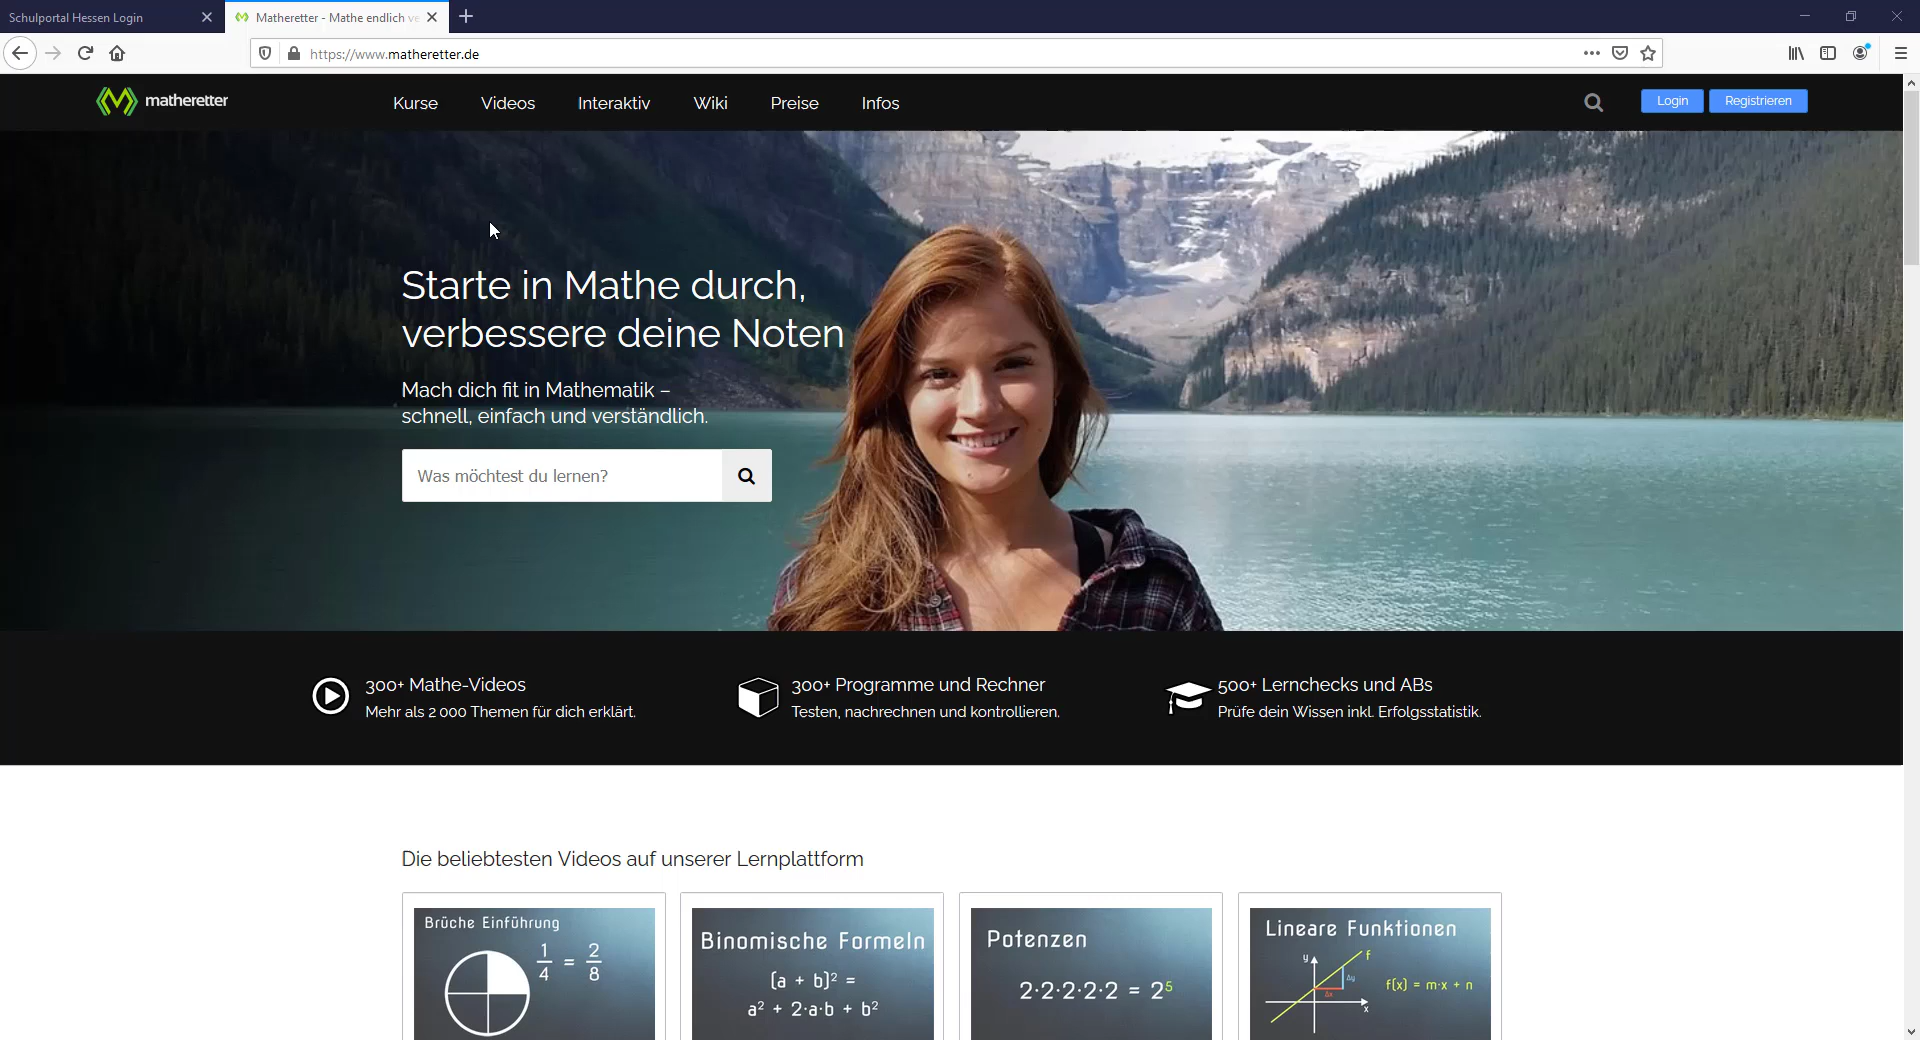 Schulportal Hessen Login
Matheretter - Mathe endlich ve
https://www.matheretter.de
matheretter
Kurse
Videos
Interaktiv
Wiki
Preise
Infos
Login
Registrieren
Starte in Mathe durch,
verbessere deine Noten
Mach dich fit in Mathematik –
schnell, einfach und verständlich.
Was möchtest du lernen?
300+ Mathe-Videos
Mehr als 2 000 Themen für dich erklärt.
300+ Programme und Rechner
Testen, nachrechnen und kontrollieren.
500+ Lernchecks und ABs
Prüfe dein Wissen inkl. Erfolgsstatistik.
Die beliebtesten Videos auf unserer Lernplattform
Brüche Einführung
1/4 = 2/8
Binomische Formeln
(a + b)² =
a² + 2·a·b + b²
Potenzen
2·2·2·2·2 = 2⁵
Lineare Funktionen
y
f
Δy
Δx
x
f(x) = m·x + n